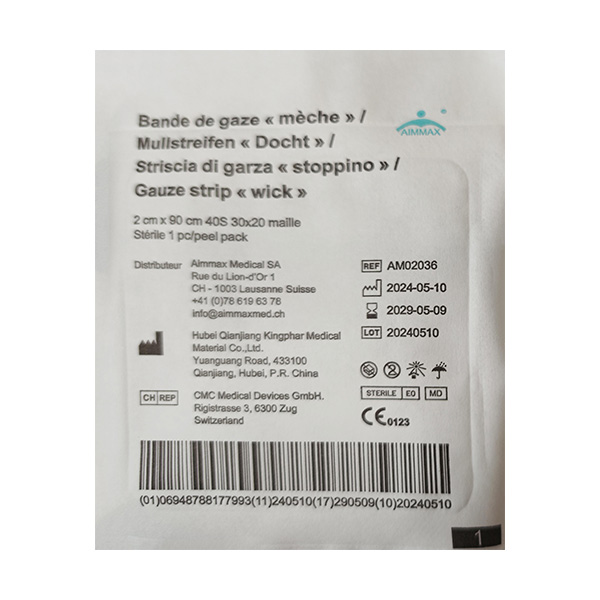 Bande de gaze « mèche » /
Mullstreifen « Docht » /
Striscia di garza « stoppino » /
Gauze strip « wick »
AIMMAX
2 cm x 90 cm 40S 30x20 maille
Stérile 1 pc/peel pack
Distributeur Aimmax Medical SA
Rue du Lion-d'Or 1
CH - 1003 Lausanne Suisse
+41 (0)78 619 63 78
info@aimmaxmed.ch
Hubei Qianjiang Kingphar Medical
Material Co.,Ltd.
Yuanguang Road, 433100
Qianjiang, Hubei, P.R. China
CH REP CMC Medical Devices GmbH.
Rigistrasse 3, 6300 Zug
Switzerland
REF AM02036
2024-05-10
2029-05-09
LOT 20240510
STERILE EO MD
CE 0123
(01)06948788177993(11)240510(17)290509(10)20240510
1